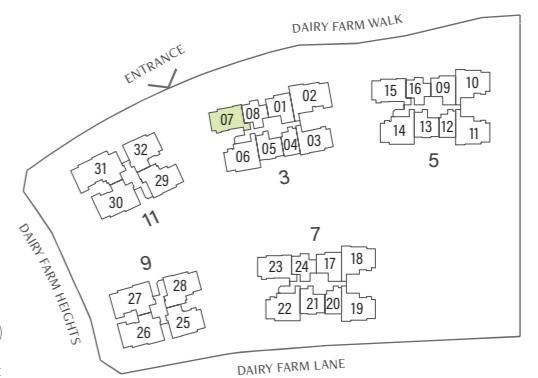 DAIRY FARM WALK
ENTRANCE
07 08 01 02
06 05 04 03
3
15 16 09 10
14 13 12 11
5
31 32
30 29
11
7
23 24 17 18
22 21 20 19
9
27 28
26 25
DAIRY FARM HEIGHTS
DAIRY FARM LANE